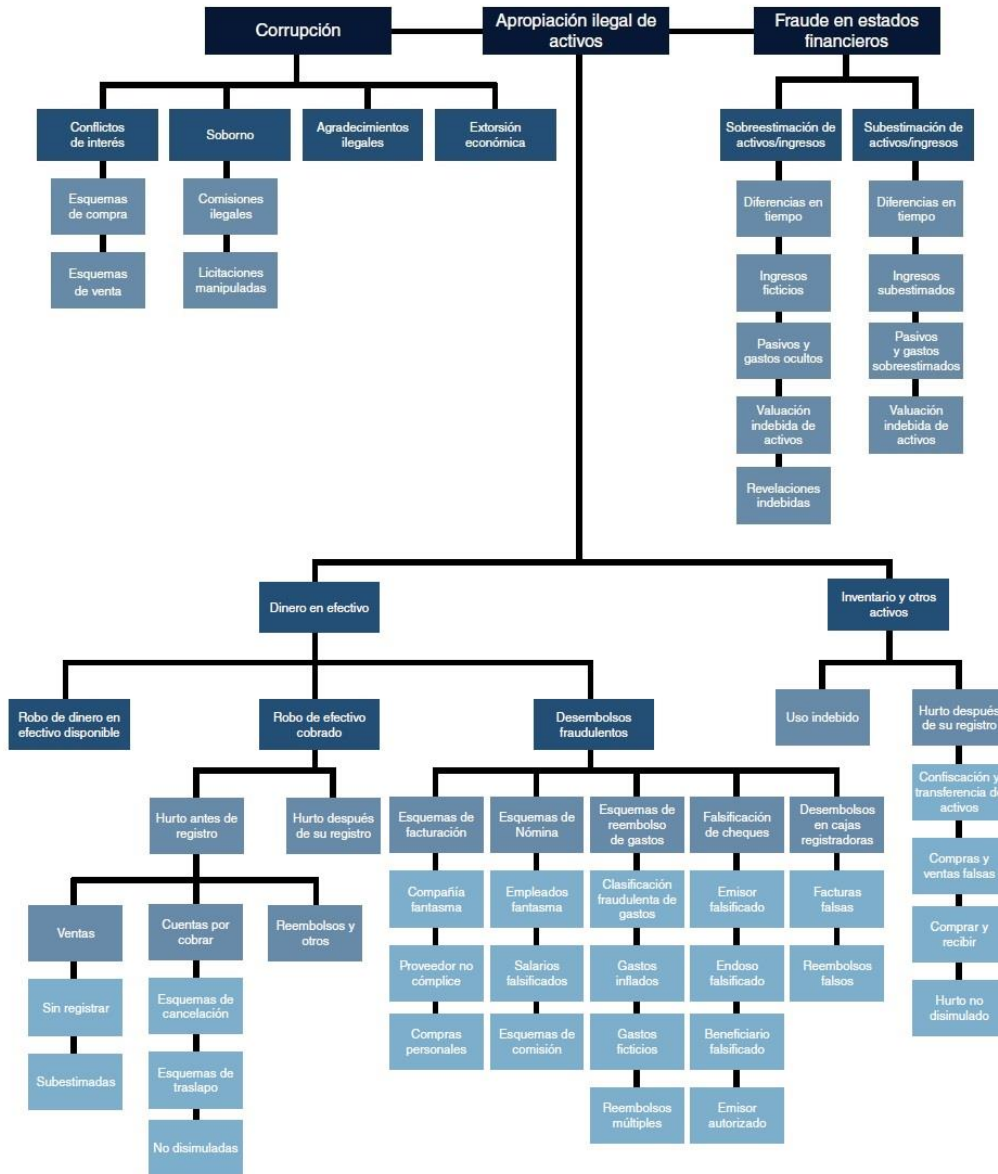 Corrupción
Apropiación ilegal de
activos
Fraude en estados
financieros
Conflictos
de interés
Soborno
Agradecimientos
ilegales
Extorsión
económica
Sobreestimación de
activos/ingresos
Subestimación de
activos/ingresos
Esquemas
de compra
Comisiones
ilegales
Diferencias en
tiempo
Diferencias en
tiempo
Esquemas
de venta
Licitaciones
manipuladas
Ingresos
ficticios
Ingresos
subestimados
Pasivos y
gastos ocultos
Pasivos
y gastos
sobreestimados
Valuación
indebida de
activos
Valuación
indebida de
activos
Revelaciones
indebidas
Dinero en efectivo
Inventario y otros
activos
Robo de dinero en
efectivo disponible
Robo de efectivo
cobrado
Desembolsos
fraudulentos
Uso indebido
Hurto después
de su registro
Hurto antes de
registro
Hurto después
de su registro
Esquemas de
facturación
Esquemas de
Nómina
Esquemas de
reembolso
de gastos
Falsificación
de cheques
Desembolsos
en cajas
registradoras
Confiscación y
transferencia de
activos
Compañía
fantasma
Empleados
fantasma
Clasificación
fraudulenta de
gastos
Emisor
falsificado
Facturas
falsas
Compras y
ventas falsas
Ventas
Cuentas por
cobrar
Reembolsos y
otros
Proveedor no
cómplice
Salarios
falsificados
Gastos
inflados
Endoso
falsificado
Reembolsos
falsos
Comprar y
recibir
Sin registrar
Esquemas de
cancelación
Compras
personales
Esquemas de
comisión
Gastos
ficticios
Beneficiario
falsificado
Hurto no
disimulado
Subestimadas
Esquemas de
traslapo
Reembolsos
múltiples
Emisor
autorizado
No disimuladas